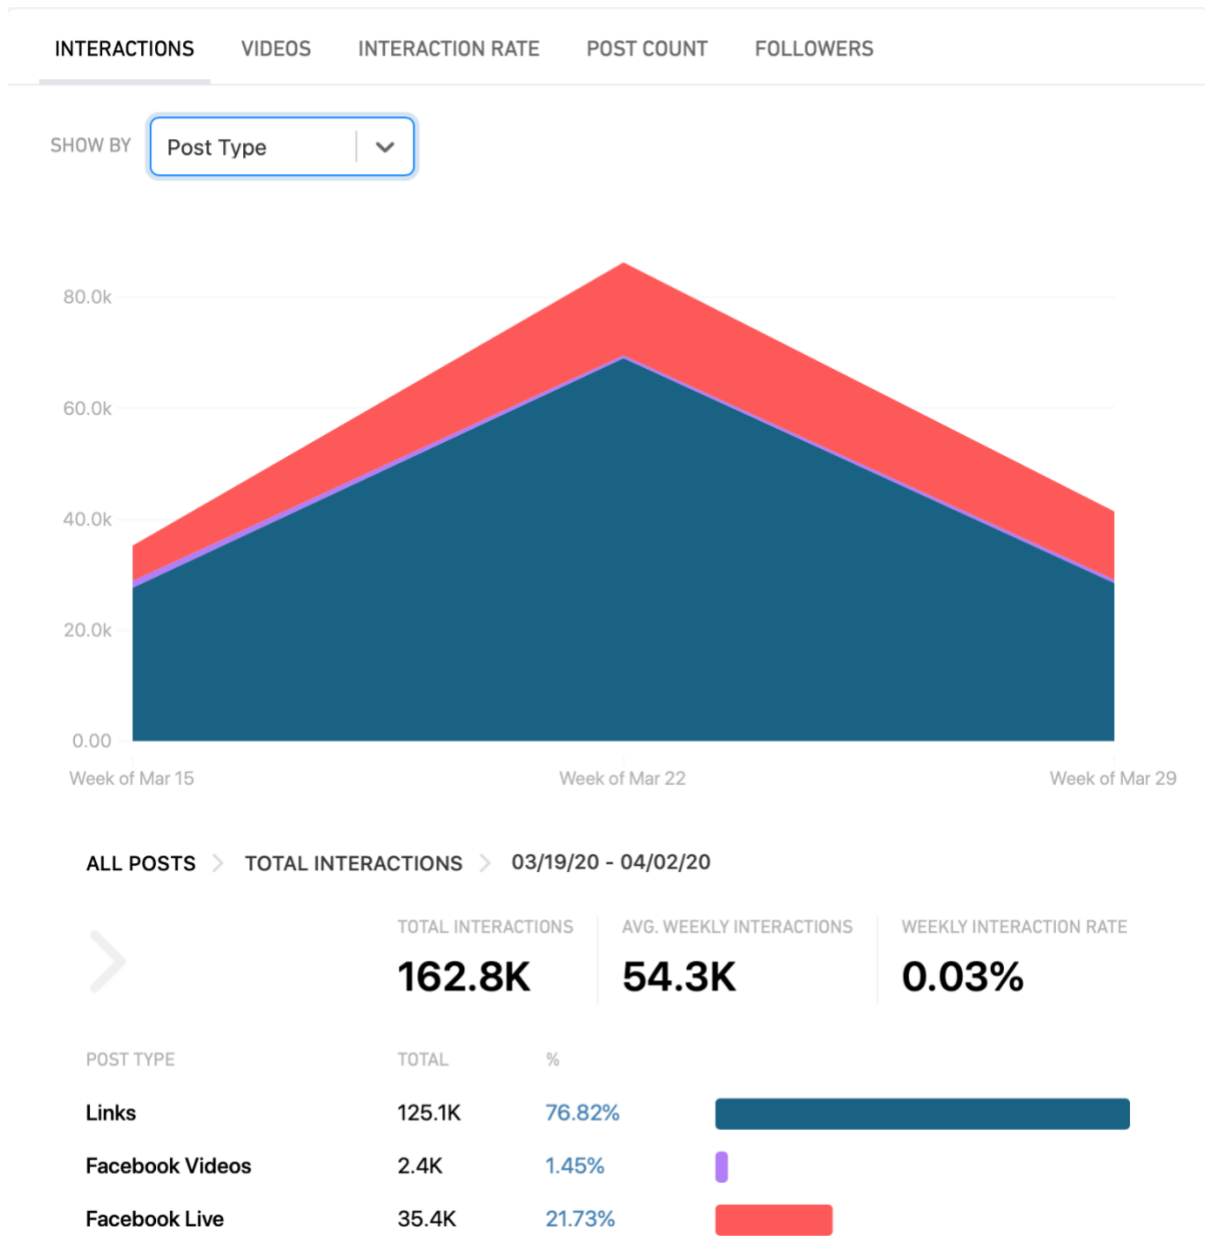 INTERACTIONS VIDEOS INTERACTION RATE POST COUNT FOLLOWERS
SHOW BY Post Type
80.0k
60.0k
40.0k
20.0k
0.00
Week of Mar 15 Week of Mar 22 Week of Mar 29
ALL POSTS TOTAL INTERACTIONS 03/19/20 - 04/02/20
TOTAL INTERACTIONS AVG. WEEKLY INTERACTIONS WEEKLY INTERACTION RATE
162.8K 54.3K 0.03%
POST TYPE TOTAL %
Links 125.1K 76.82%
Facebook Videos 2.4K 1.45%
Facebook Live 35.4K 21.73%